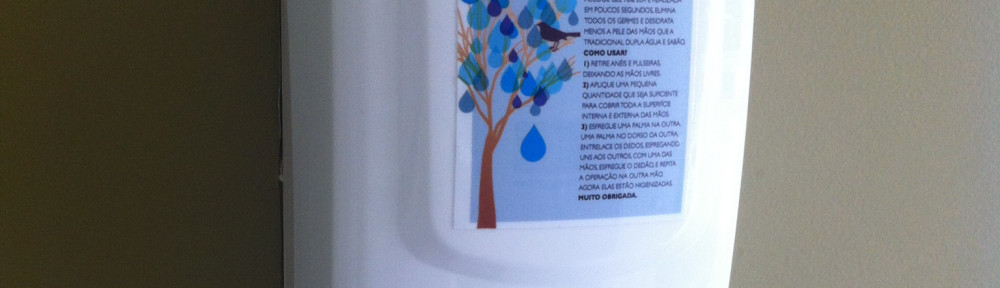 EM POUCOS SEGUNDOS, ELIMINA
TODOS OS GERMES E DESIDRATA
MENOS A PELE DAS MÃOS QUE A
TRADICIONAL DUPLA ÁGUA E SABÃO.
COMO USAR?
1) RETIRE ANÉIS E PULSEIRAS,
DEIXANDO AS MÃOS LIVRES.
2) APLIQUE UMA PEQUENA
QUANTIDADE QUE SEJA SUFICIENTE
PARA COBRIR TODA A SUPERFÍCIE
INTERNA E EXTERNA DAS MÃOS.
3) ESFREGUE UMA PALMA NA OUTRA,
UMA PALMA NO DORSO DA OUTRA,
ENTRELACE OS DEDOS, ESFREGANDO
UNS AOS OUTROS, COM UMA DAS
MÃOS, ESFREGUE O DEDÃO, E REPITA
A OPERAÇÃO NA OUTRA MÃO.
AGORA ELAS ESTÃO HIGIENIZADAS.
MUITO OBRIGADA.